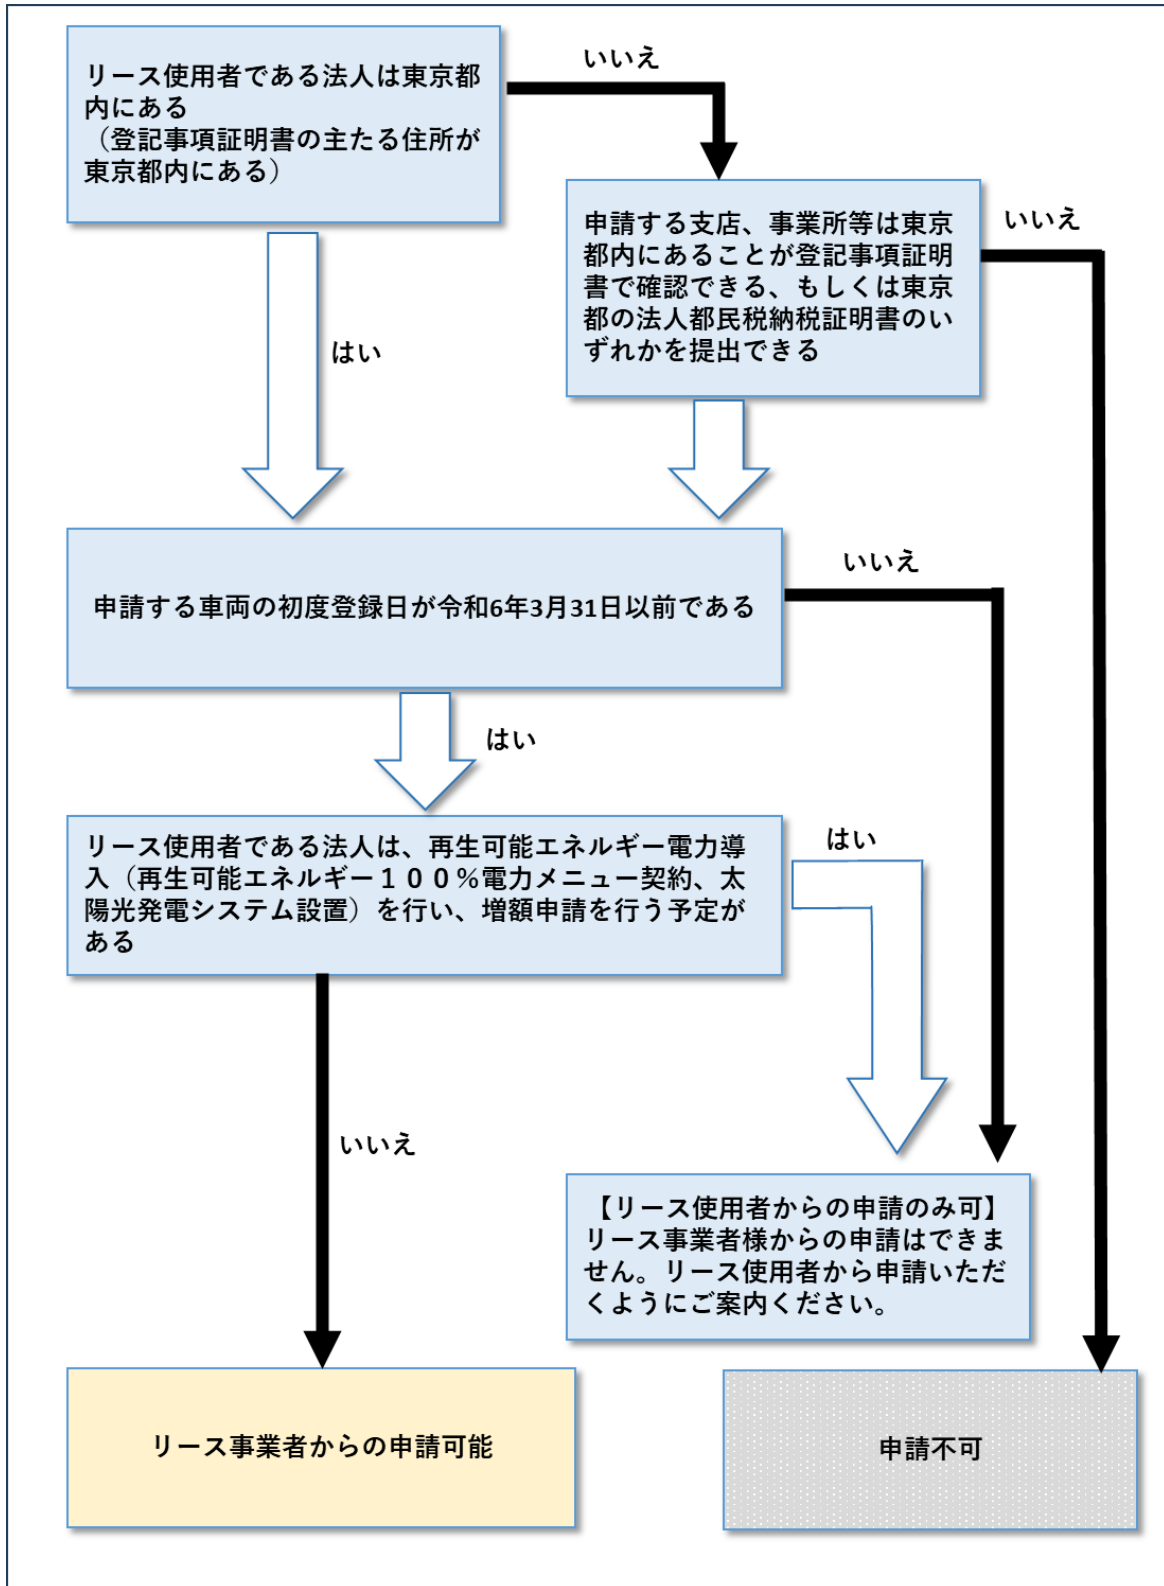 リース使用者である法人は東京都
内にある
（登記事項証明書の主たる住所が
東京都内にある）
いいえ
申請する支店、事業所等は東京
都内にあることが登記事項証明
書で確認できる、もしくは東京
都の法人都民税納税証明書のい
ずれかを提出できる
いいえ
はい
申請する車両の初度登録日が令和6年3月31日以前である
いいえ
はい
リース使用者である法人は、再生可能エネルギー電力導
入（再生可能エネルギー１００％電力メニュー契約、太
陽光発電システム設置）を行い、増額申請を行う予定が
ある
はい
いいえ
【リース使用者からの申請のみ可】
リース事業者様からの申請はできま
せん。リース使用者から申請いただ
くようにご案内ください。
リース事業者からの申請可能
申請不可